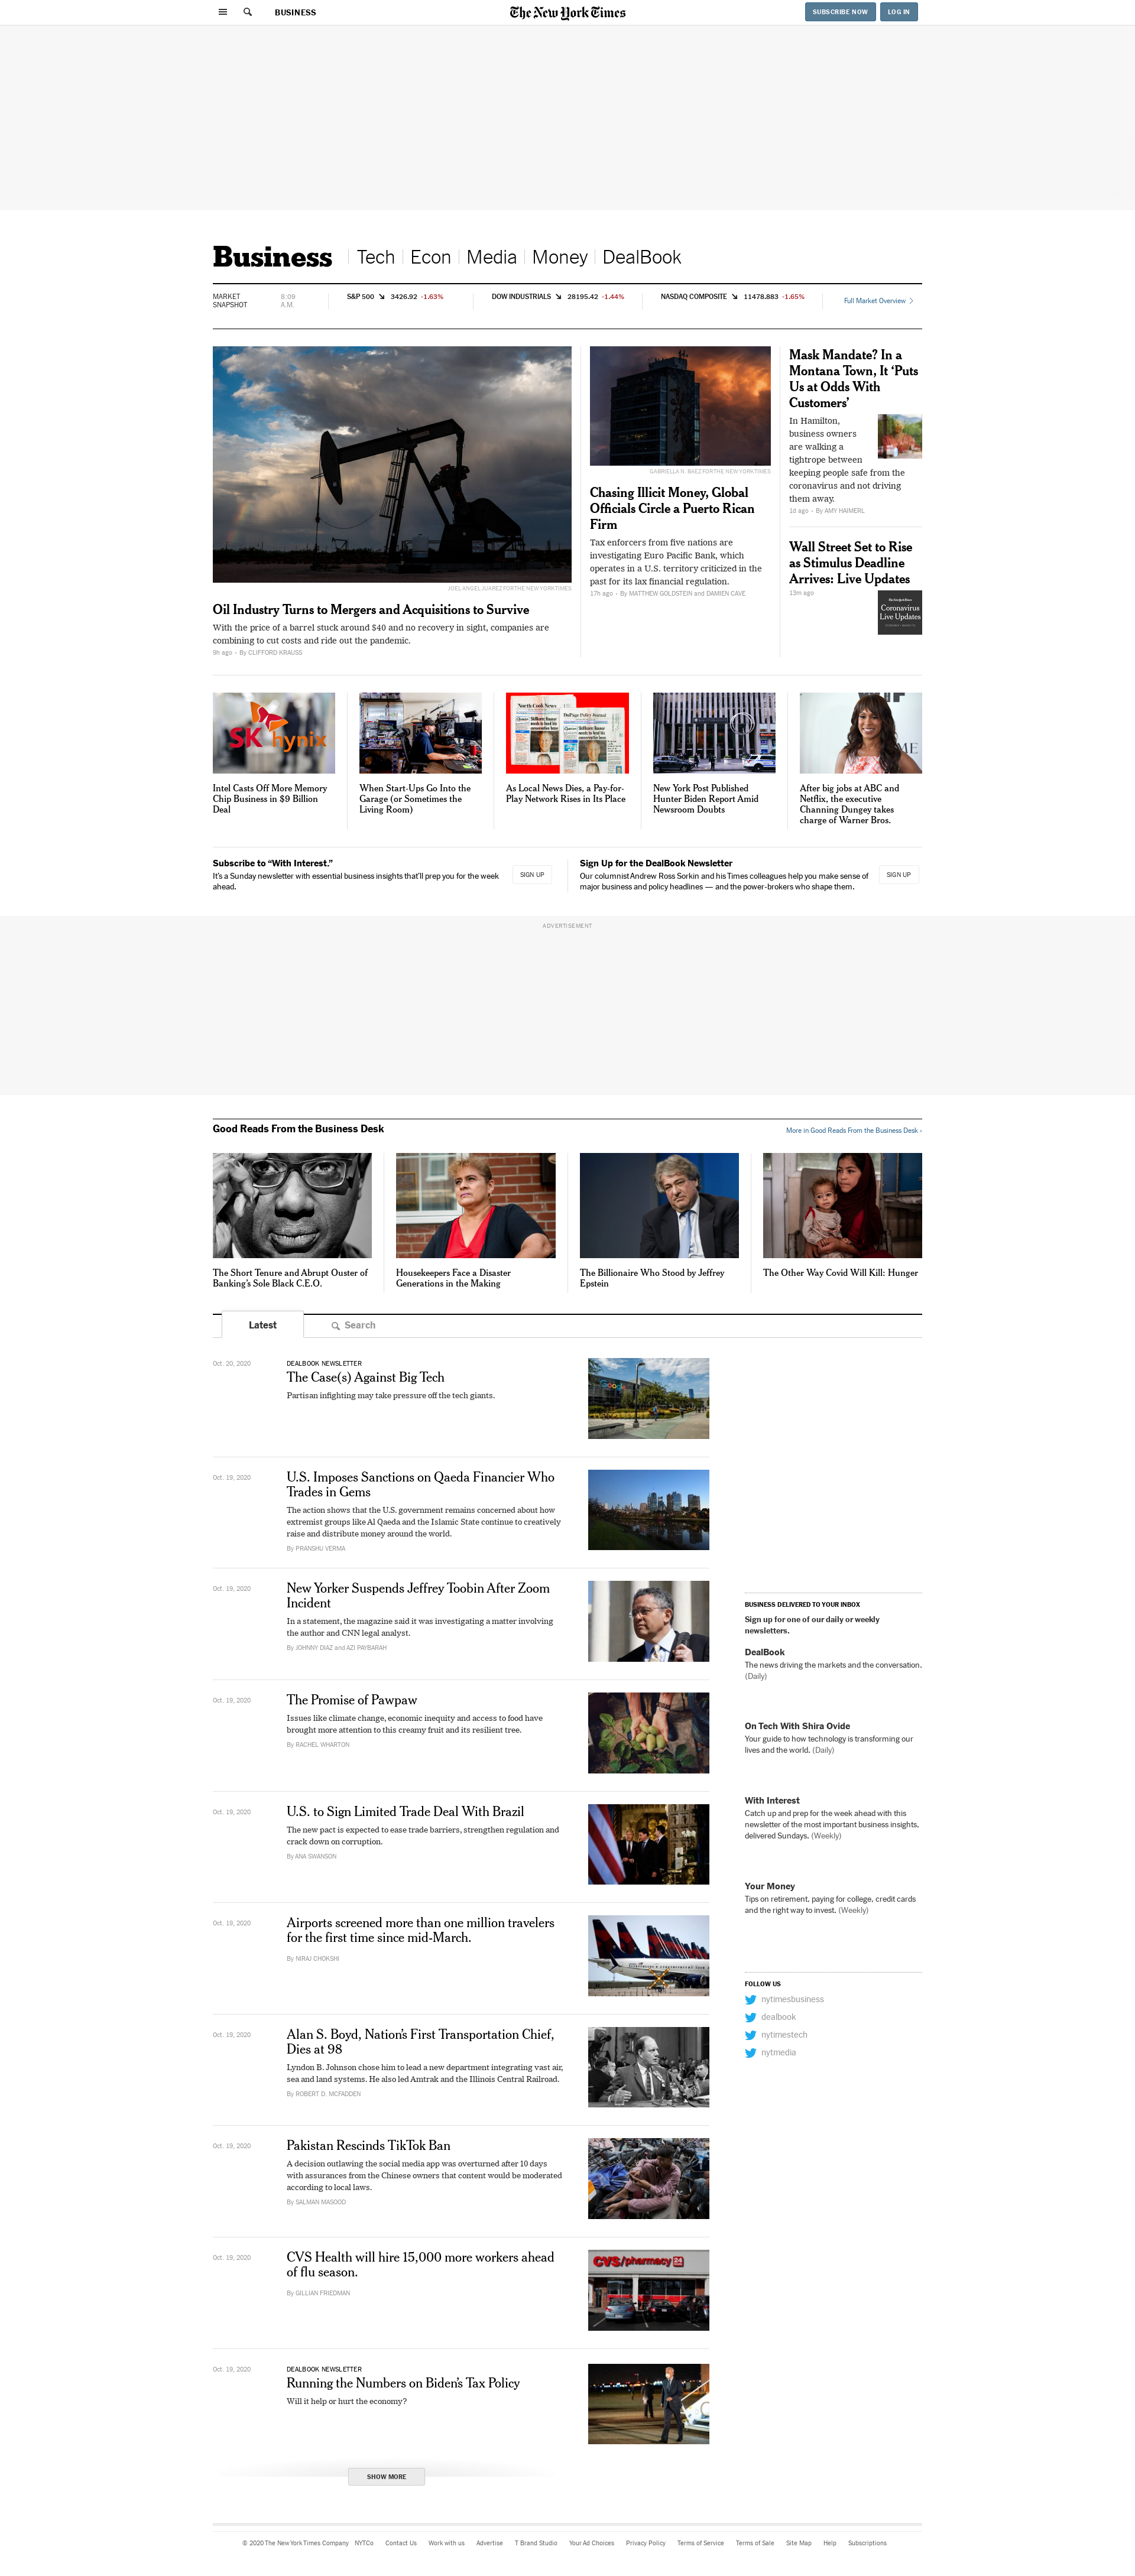 BUSINESS
The New York Times
SUBSCRIBE NOW
LOG IN
Business
Tech
Econ
Media
Money
DealBook
MARKET
SNAPSHOT
8:09
A.M.
S&P 500 3426.92 -1.63%
DOW INDUSTRIALS 28195.42 -1.44%
NASDAQ COMPOSITE 11478.883 -1.65%
Full Market Overview
JOEL ANGEL JUAREZ FOR THE NEW YORK TIMES
Oil Industry Turns to Mergers and Acquisitions to Survive
With the price of a barrel stuck around $40 and no recovery in sight, companies are
combining to cut costs and ride out the pandemic.
9h ago - By CLIFFORD KRAUSS
GABRIELLA N. BAEZ FOR THE NEW YORK TIMES
Chasing Illicit Money, Global
Officials Circle a Puerto Rican
Firm
Tax enforcers from five nations are
investigating Euro Pacific Bank, which
operates in a U.S. territory criticized in the
past for its lax financial regulation.
17h ago - By MATTHEW GOLDSTEIN and DAMIEN CAVE
Mask Mandate? In a
Montana Town, It ‘Puts
Us at Odds With
Customers’
In Hamilton,
business owners
are walking a
tightrope between
keeping people safe from the
coronavirus and not driving
them away.
1d ago - By AMY HAIMERL
Wall Street Set to Rise
as Stimulus Deadline
Arrives: Live Updates
13m ago
The New York Times
Coronavirus
Live Updates
SK hynix
Intel Casts Off More Memory
Chip Business in $9 Billion
Deal
When Start-Ups Go Into the
Garage (or Sometimes the
Living Room)
North Cook News
DuPage Policy Journal
As Local News Dies, a Pay-for-
Play Network Rises in Its Place
New York Post Published
Hunter Biden Report Amid
Newsroom Doubts
After big jobs at ABC and
Netflix, the executive
Channing Dungey takes
charge of Warner Bros.
Subscribe to “With Interest.”
It’s a Sunday newsletter with essential business insights that’ll prep you for the week
ahead.
SIGN UP
Sign Up for the DealBook Newsletter
Our columnist Andrew Ross Sorkin and his Times colleagues help you make sense of
major business and policy headlines — and the power-brokers who shape them.
SIGN UP
ADVERTISEMENT
Good Reads From the Business Desk
More in Good Reads From the Business Desk ›
The Short Tenure and Abrupt Ouster of
Banking’s Sole Black C.E.O.
Housekeepers Face a Disaster
Generations in the Making
The Billionaire Who Stood by Jeffrey
Epstein
The Other Way Covid Will Kill: Hunger
Latest
Search
Oct. 20, 2020
DEALBOOK NEWSLETTER
The Case(s) Against Big Tech
Partisan infighting may take pressure off the tech giants.
Google
Oct. 19, 2020
U.S. Imposes Sanctions on Qaeda Financier Who
Trades in Gems
The action shows that the U.S. government remains concerned about how
extremist groups like Al Qaeda and the Islamic State continue to creatively
raise and distribute money around the world.
By PRANSHU VERMA
Oct. 19, 2020
New Yorker Suspends Jeffrey Toobin After Zoom
Incident
In a statement, the magazine said it was investigating a matter involving
the author and CNN legal analyst.
By JOHNNY DIAZ and AZI PAYBARAH
Oct. 19, 2020
The Promise of Pawpaw
Issues like climate change, economic inequity and access to food have
brought more attention to this creamy fruit and its resilient tree.
By RACHEL WHARTON
Oct. 19, 2020
U.S. to Sign Limited Trade Deal With Brazil
The new pact is expected to ease trade barriers, strengthen regulation and
crack down on corruption.
By ANA SWANSON
Oct. 19, 2020
Airports screened more than one million travelers
for the first time since mid-March.
By NIRAJ CHOKSHI
Oct. 19, 2020
Alan S. Boyd, Nation’s First Transportation Chief,
Dies at 98
Lyndon B. Johnson chose him to lead a new department integrating vast air,
sea and land systems. He also led Amtrak and the Illinois Central Railroad.
By ROBERT D. MCFADDEN
Oct. 19, 2020
Pakistan Rescinds TikTok Ban
A decision outlawing the social media app was overturned after 10 days
with assurances from the Chinese owners that content would be moderated
according to local laws.
By SALMAN MASOOD
Oct. 19, 2020
CVS Health will hire 15,000 more workers ahead
of flu season.
By GILLIAN FRIEDMAN
CVS/pharmacy 24
Oct. 19, 2020
DEALBOOK NEWSLETTER
Running the Numbers on Biden’s Tax Policy
Will it help or hurt the economy?
SHOW MORE
BUSINESS DELIVERED TO YOUR INBOX
Sign up for one of our daily or weekly
newsletters.
DealBook
The news driving the markets and the conversation.
(Daily)
On Tech With Shira Ovide
Your guide to how technology is transforming our
lives and the world. (Daily)
With Interest
Catch up and prep for the week ahead with this
newsletter of the most important business insights,
delivered Sundays. (Weekly)
Your Money
Tips on retirement, paying for college, credit cards
and the right way to invest. (Weekly)
FOLLOW US
nytimesbusiness
dealbook
nytimestech
nytmedia
© 2020 The New York Times Company NYTCo Contact Us Work with us Advertise T Brand Studio Your Ad Choices Privacy Policy Terms of Service Terms of Sale Site Map Help Subscriptions